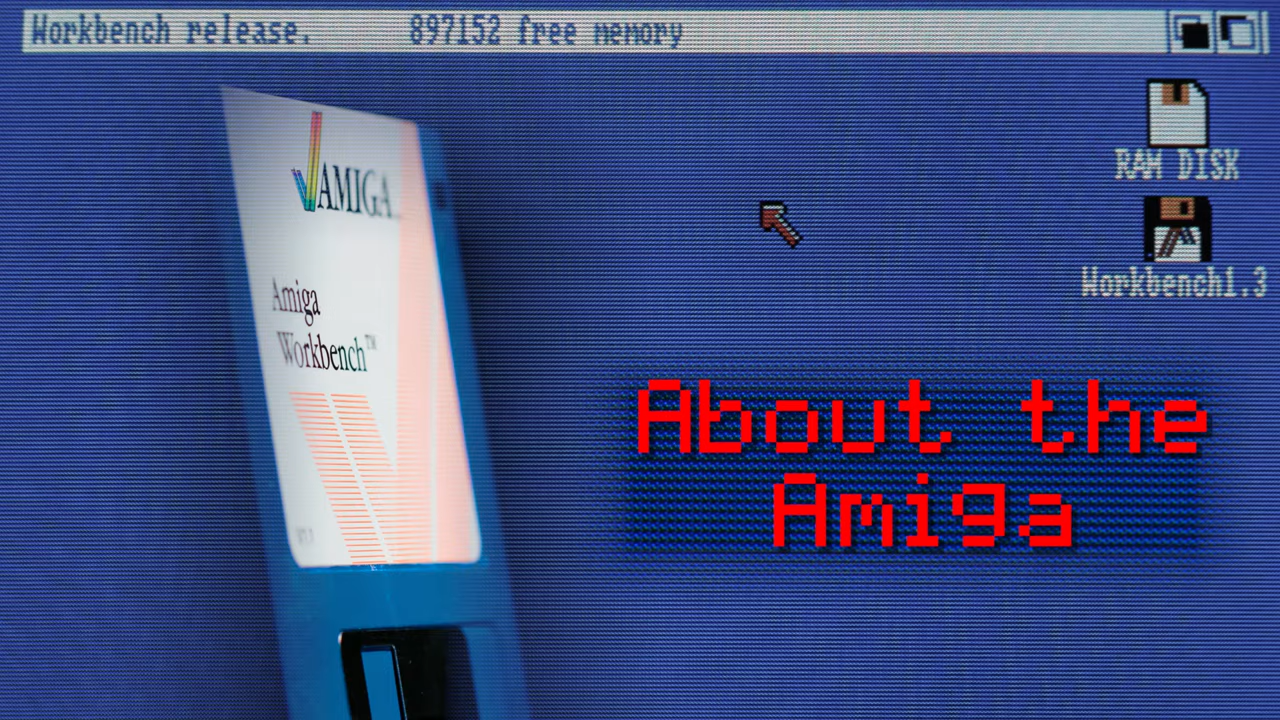 Workbench release. 897152 free memory
AMIGA
RAM DISK
Workbench1.3
Amiga
Workbench™
About the
Amiga